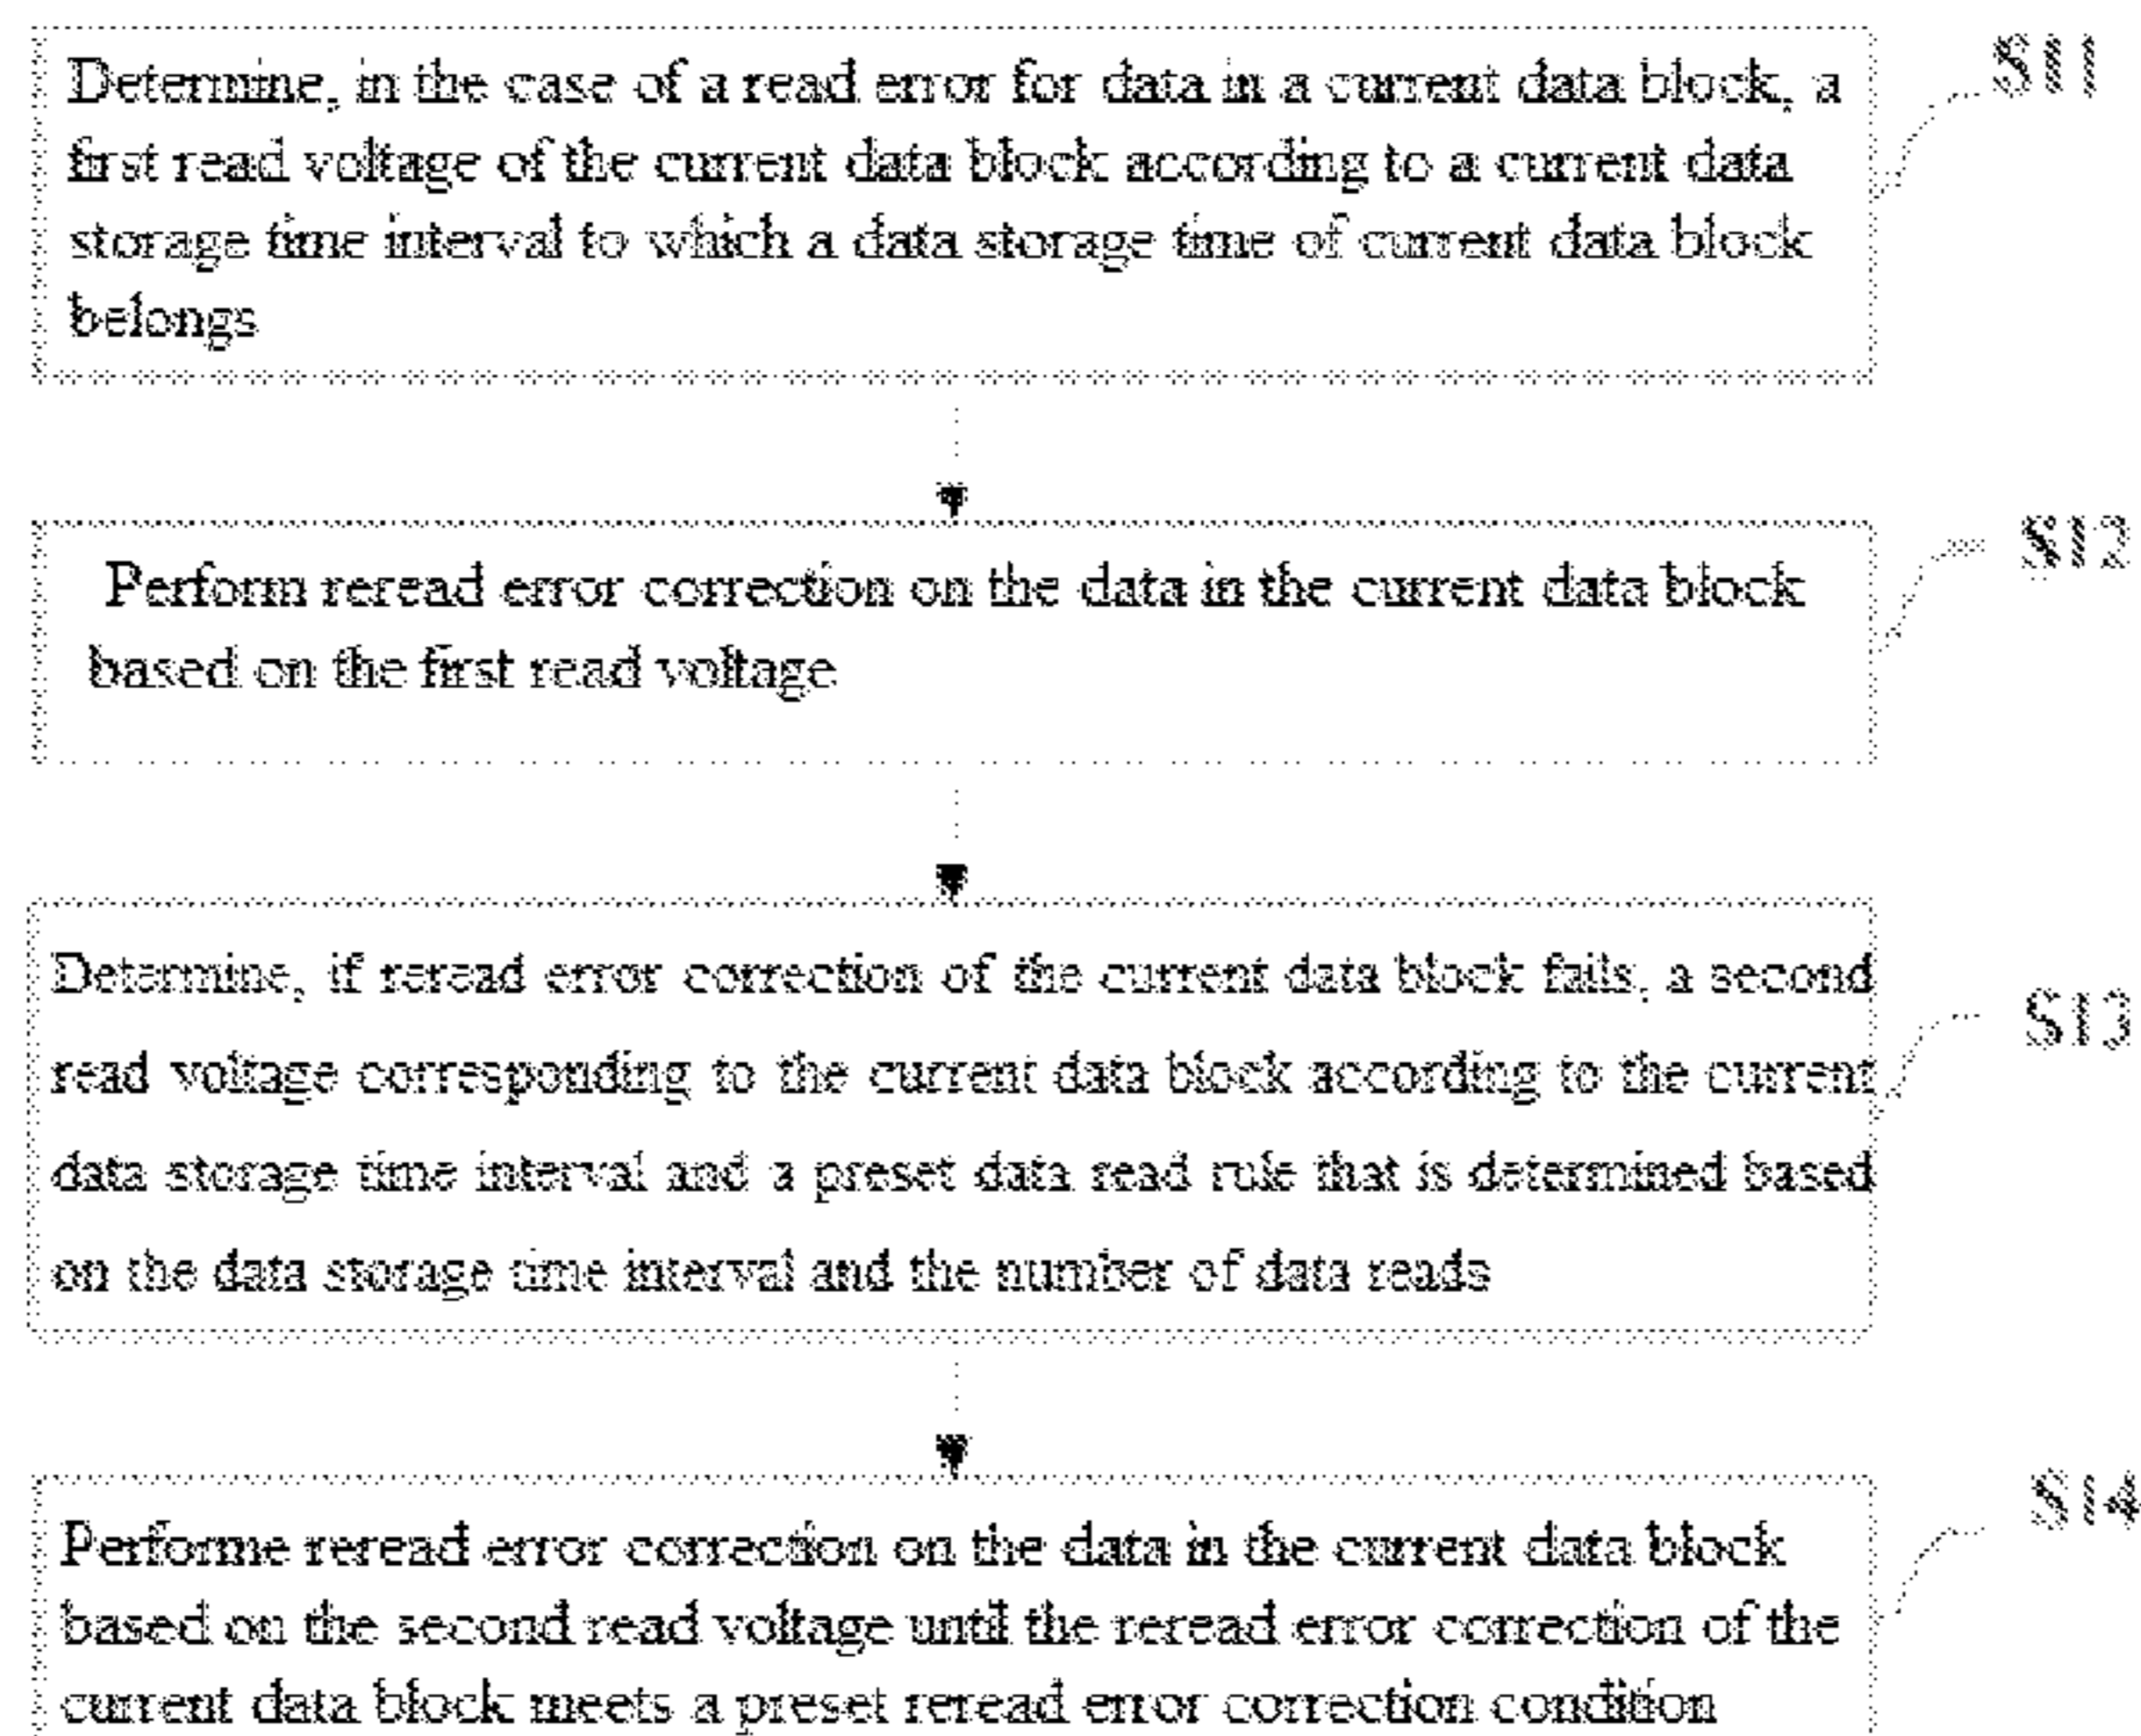 Determine, in the case of a read error for data in a current data block, a
S11
first read voltage of the current data block according to a current data
storage time interval to which a data storage time of current data block
belongs
S12
Perform reread error correction on the data in the current data block
based on the first read voltage
Determine, if reread error correction of the current data block fails, a second
S13
read voltage corresponding to the current data block according to the current
data storage time interval and a preset data read rule that is determined based
on the data storage time interval and the number of data reads
S14
Performe reread error correction on the data in the current data block
based on the second read voltage until the reread error correction of the
current data block meets a preset reread error correction condition